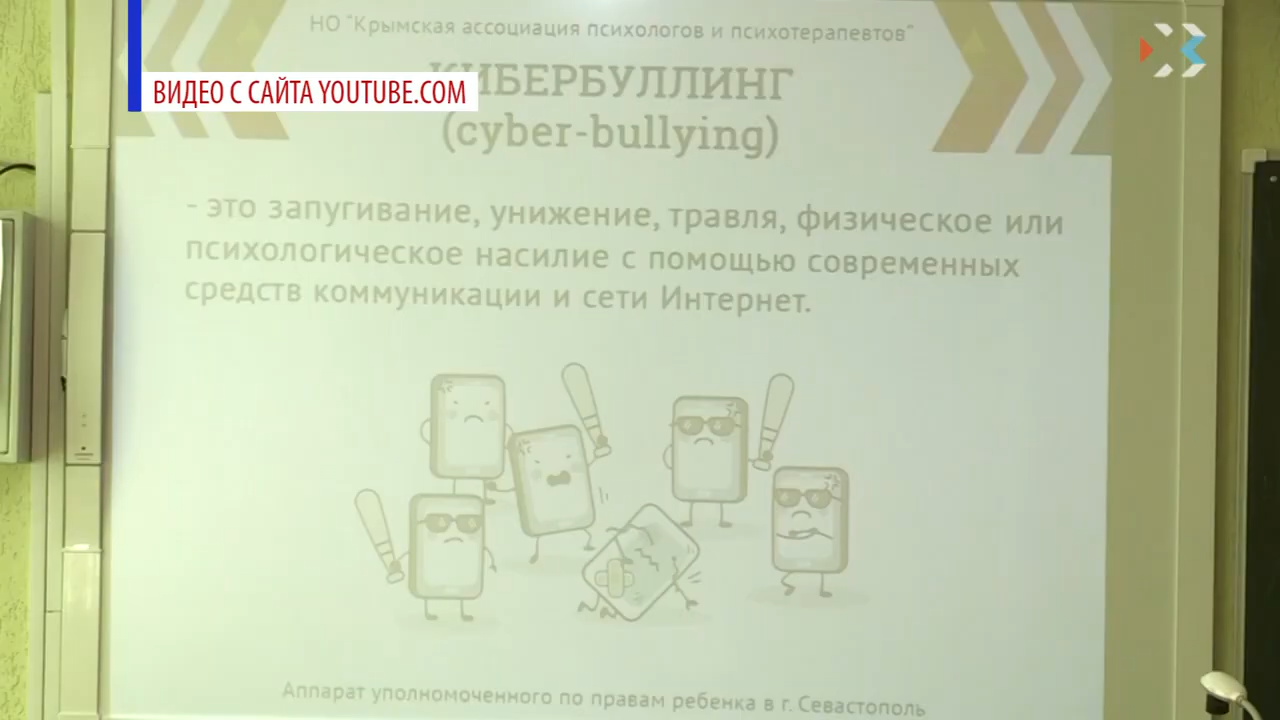 НО "Крымская ассоциация психологов и психотерапевтов"
КИБЕРБУЛЛИНГ
ВИДЕО С САЙТА YOUTUBE.COM
(cyber-bullying)
- это запугивание, унижение, травля, физическое или
психологическое насилие с помощью современных
средств коммуникации и сети Интернет.
Аппарат уполномоченного по правам ребенка в г. Севастополь